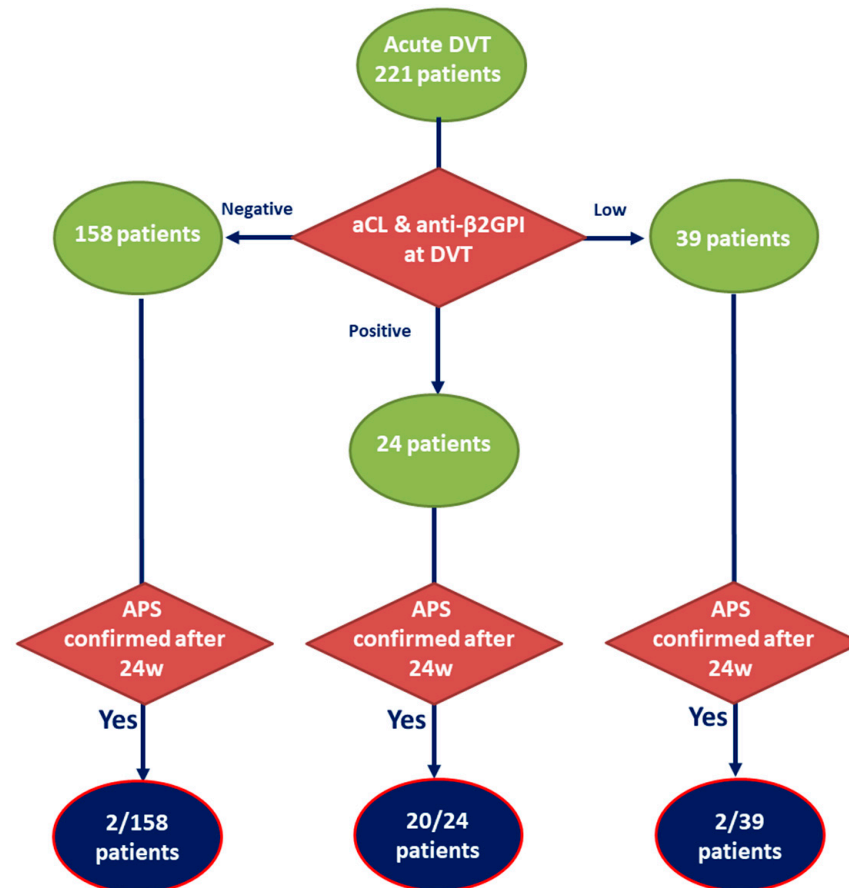 Acute DVT
221 patients
Negative
aCL & anti-β2GPI
at DVT
Low
158 patients
39 patients
Positive
24 patients
APS
confirmed after
24w
APS
confirmed after
24w
APS
confirmed after
24w
Yes
Yes
Yes
2/158
patients
20/24
patients
2/39
patients